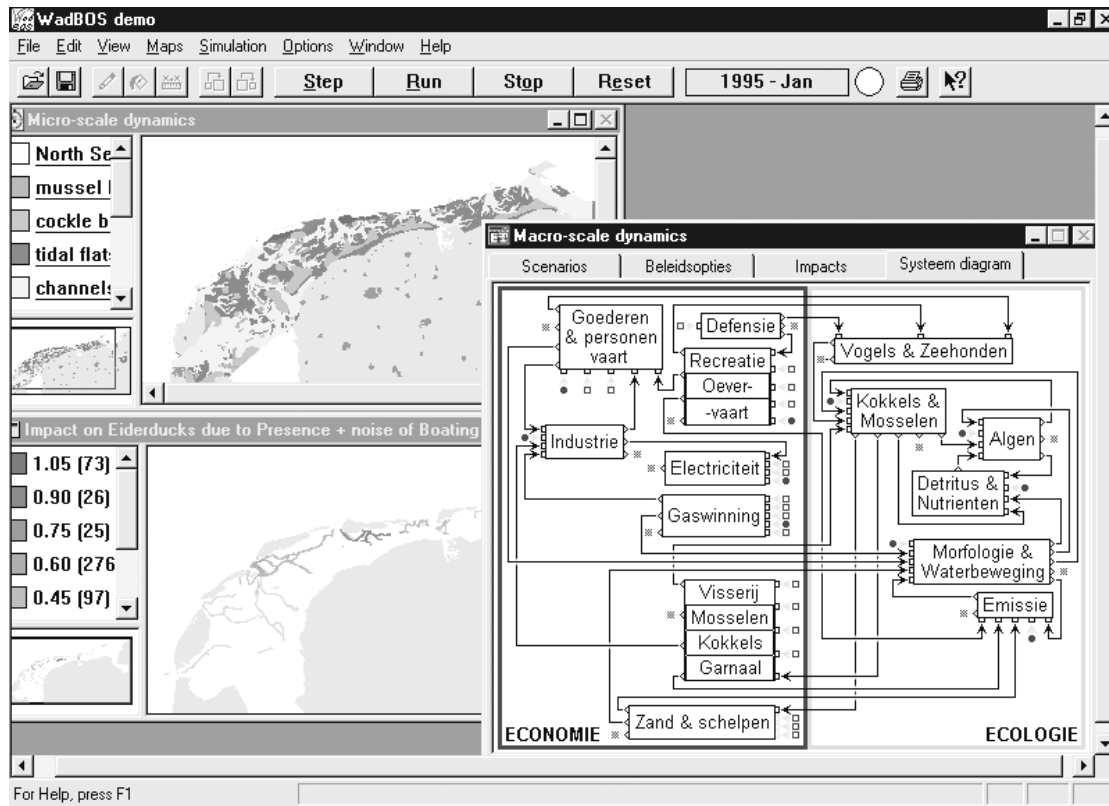 WadBOS demo
File Edit View Maps Simulation Options Window Help
Step Run Stop Reset 1995 - Jan
Micro-scale dynamics
North Se
mussel
cockle b
tidal flats
channels
Impact on Eiderducks due to Presence + noise of Boating
1.05 (73)
0.90 (26)
0.75 (25)
0.60 (276
0.45 (97)
Macro-scale dynamics
Scenarios Beleidsopties Impacts Systeem diagram
Goederen
& personen
vaart
Defensie
Recreatie
Oever-
-vaart
Vogels & Zeehonden
Kokkels &
Mosselen
Algen
Industrie
Electriciteit
Detritus &
Nutrienten
Gaswinning
Morfologie &
Waterbeweging
Visserij
Mosselen
Kokkels
Garnaal
Emissie
Zand & schelpen
ECONOMIE
ECOLOGIE
For Help, press F1